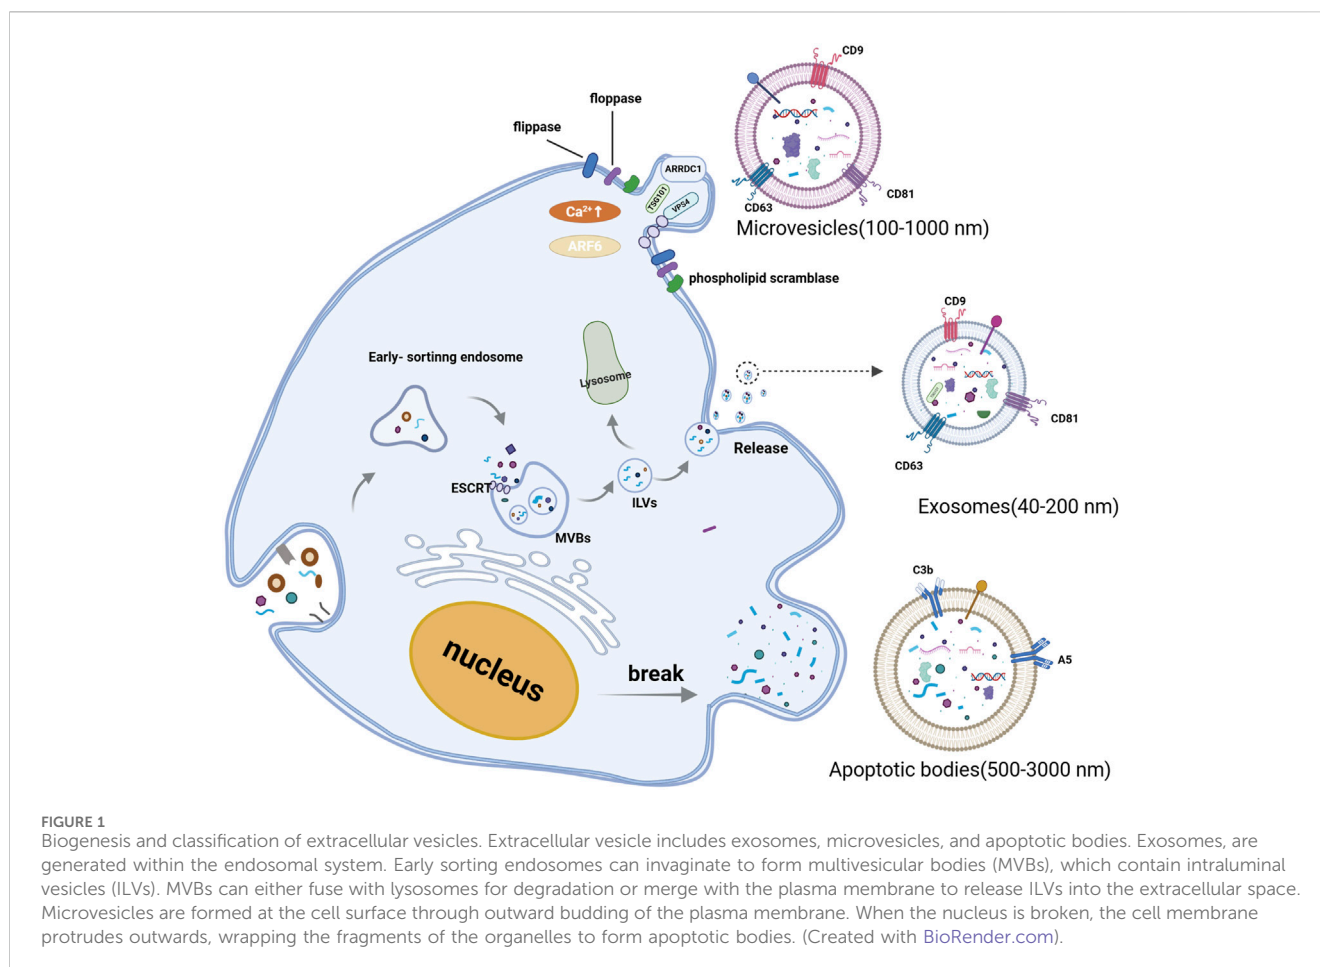 floppase
flippase
CD9
ARRDC1
TSG101
VPS4
Ca²⁺↑
ARF6
CD63
CD81
Microvesicles(100-1000 nm)
phospholipid scramblase
CD9
Early- sortinng endosome
Lysosome
CD81
CD63
Release
ESCRT
ILVs
MVBs
Exosomes(40-200 nm)
C3b
A5
nucleus
break
Apoptotic bodies(500-3000 nm)
FIGURE 1
Biogenesis and classification of extracellular vesicles. Extracellular vesicle includes exosomes, microvesicles, and apoptotic bodies. Exosomes, are
generated within the endosomal system. Early sorting endosomes can invaginate to form multivesicular bodies (MVBs), which contain intraluminal
vesicles (ILVs). MVBs can either fuse with lysosomes for degradation or merge with the plasma membrane to release ILVs into the extracellular space.
Microvesicles are formed at the cell surface through outward budding of the plasma membrane. When the nucleus is broken, the cell membrane
protrudes outwards, wrapping the fragments of the organelles to form apoptotic bodies. (Created with BioRender.com).